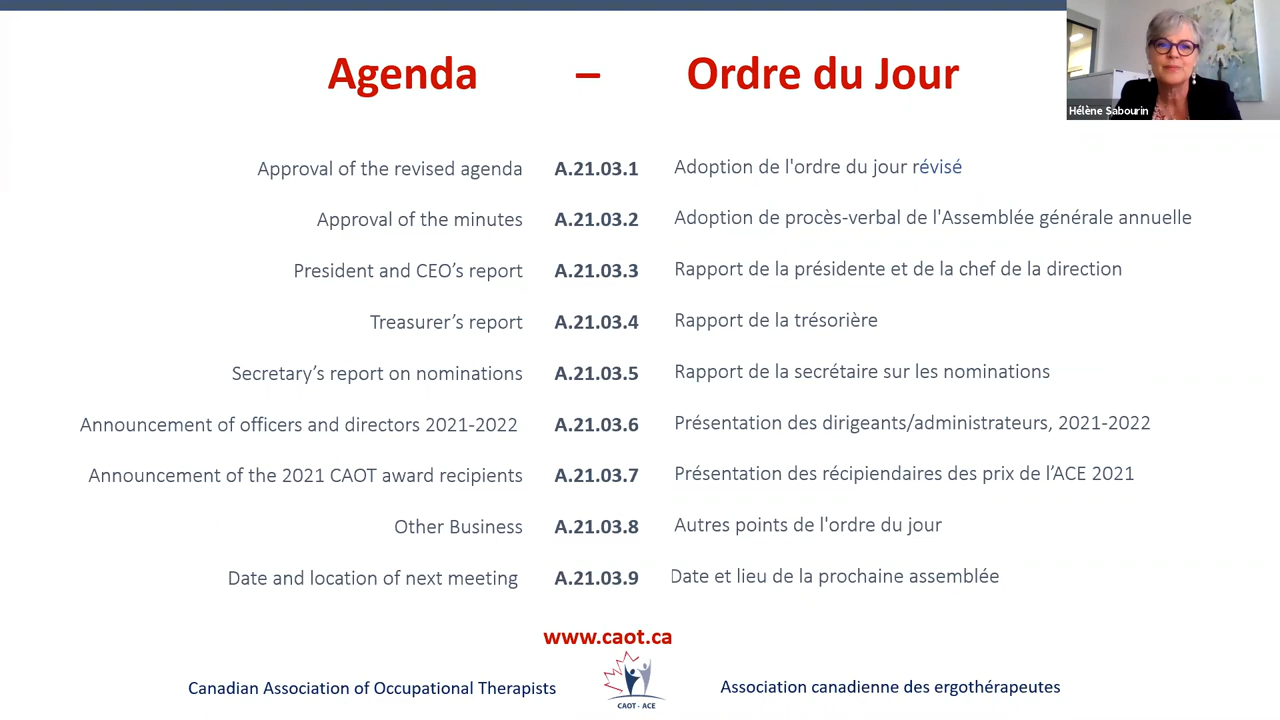 Agenda – Ordre du Jour
Hélène Sabourin
Approval of the revised agenda A.21.03.1 Adoption de l'ordre du jour révisé
Approval of the minutes A.21.03.2 Adoption de procès-verbal de l'Assemblée générale annuelle
President and CEO’s report A.21.03.3 Rapport de la présidente et de la chef de la direction
Treasurer’s report A.21.03.4 Rapport de la trésorière
Secretary’s report on nominations A.21.03.5 Rapport de la secrétaire sur les nominations
Announcement of officers and directors 2021-2022 A.21.03.6 Présentation des dirigeants/administrateurs, 2021-2022
Announcement of the 2021 CAOT award recipients A.21.03.7 Présentation des récipiendaires des prix de l’ACE 2021
Other Business A.21.03.8 Autres points de l'ordre du jour
Date and location of next meeting A.21.03.9 Date et lieu de la prochaine assemblée
www.caot.ca
Canadian Association of Occupational Therapists Association canadienne des ergothérapeutes
CAOT - ACE